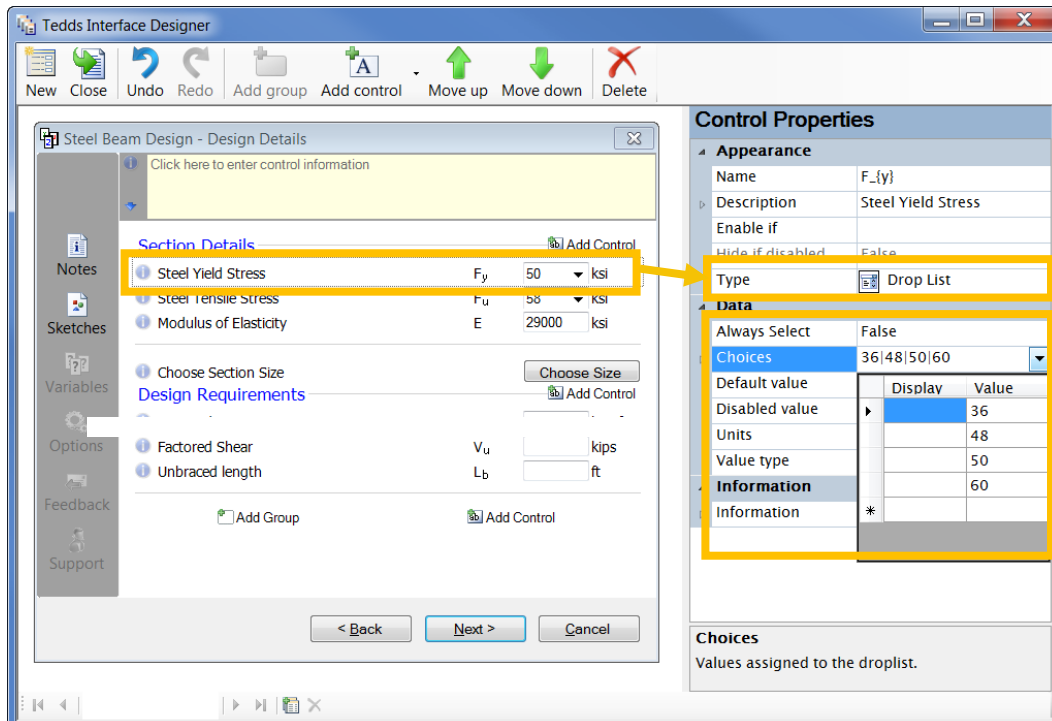 Tedds Interface Designer
New Close Undo Redo Add group Add control Move up Move down Delete
Steel Beam Design - Design Details
Click here to enter control information
Notes
Sketches
Variables
Options
Feedback
Support
Section Details Add Control
Steel Yield Stress Fy 50 ksi
Steel Tensile Stress Fu 58 ksi
Modulus of Elasticity E 29000 ksi
Choose Section Size Choose Size
Design Requirements Add Control
Factored Shear Vu kips
Unbraced length Lb ft
Add Group Add Control
< Back Next > Cancel
Control Properties
Appearance
Name F_{y}
Description Steel Yield Stress
Enable if
Hide if disabled False
Type Drop List
Data
Always Select False
Choices 36|48|50|60
Default value
Disabled value
Units
Value type
Information
Information
Display Value
36
48
50
60
*
Choices
Values assigned to the droplist.